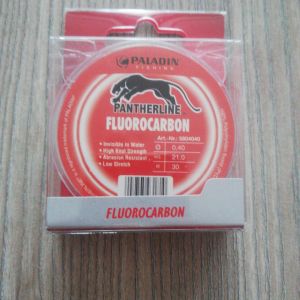 PALADIN
FISHING
PANTHERLINE
FLUOROCARBON
Art.-Nr.: 5804040
• Invisible in Water
• High Knot Strength
• Abrasion Resistant
• Low Stretch
Ø 0,40
KG 21,0
M 30
FLUOROCARBON